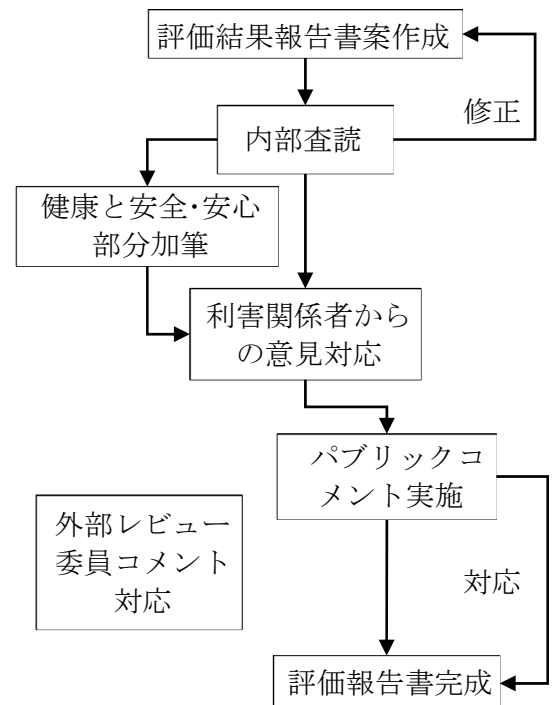 評価結果報告書案作成
修正
内部査読
健康と安全･安心
部分加筆
利害関係者から
の意見対応
パブリックコ
メント実施
外部レビュー
委員コメント
対応
対応
評価報告書完成